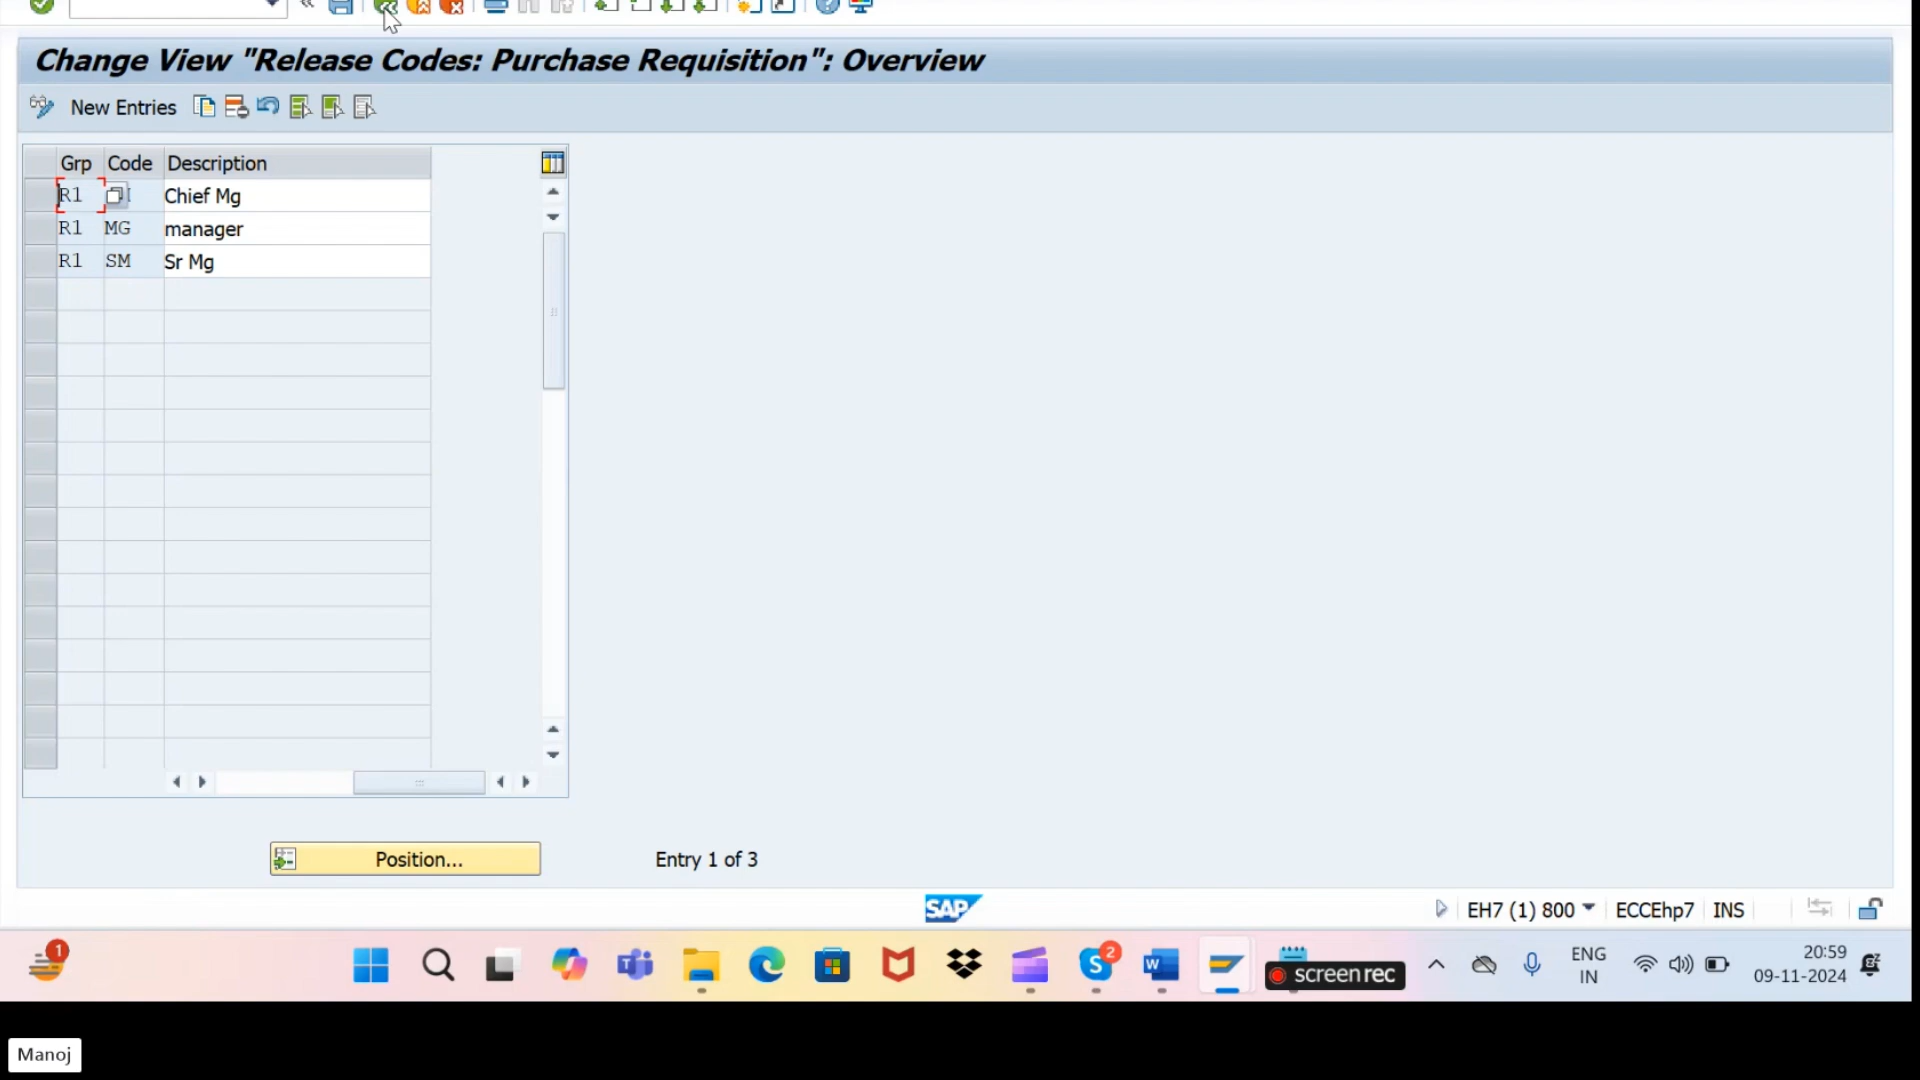 Change View "Release Codes: Purchase Requisition": Overview
New Entries
Grp Code Description
R1 Chief Mg
R1 MG manager
R1 SM Sr Mg
Position... Entry 1 of 3
SAP
EH7 (1) 800 ECCEhp7 INS
1
2
screenrec
ENG
IN
20:59
09-11-2024
Manoj